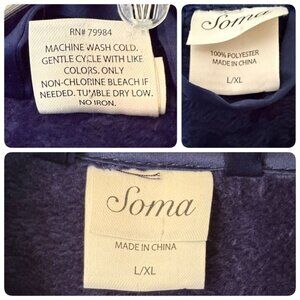 RN# 79984
MACHINE WASH COLD.
GENTLE CYCLE WITH LIKE
COLORS. ONLY
NON-CHLORINE BLEACH IF
NEEDED. TUMBLE DRY LOW.
NO IRON.
Soma
100% POLYESTER
MADE IN CHINA
L/XL
Soma
MADE IN CHINA
L/XL